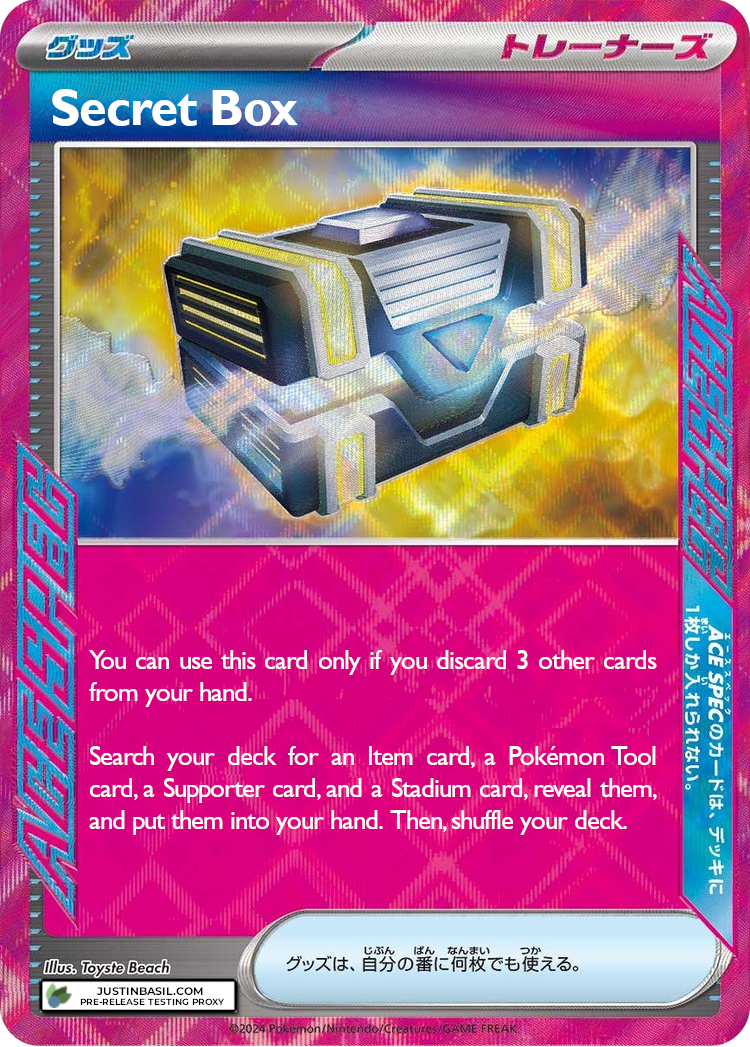 グッズ
トレーナーズ
Secret Box
ACE SPEC
ACE SPEC
You can use this card only if you discard 3 other cards
from your hand.
Search your deck for an Item card, a Pokémon Tool
card, a Supporter card, and a Stadium card, reveal them,
and put them into your hand. Then, shuffle your deck.
ACE SPECのカードは、デッキに
1枚しか入れられない。
Illus. Toyste Beach
JUSTINBASIL.COM
PRE-RELEASE TESTING PROXY
グッズは、自分の番に何枚でも使える。
©2024 Pokémon/Nintendo/Creatures/GAME FREAK